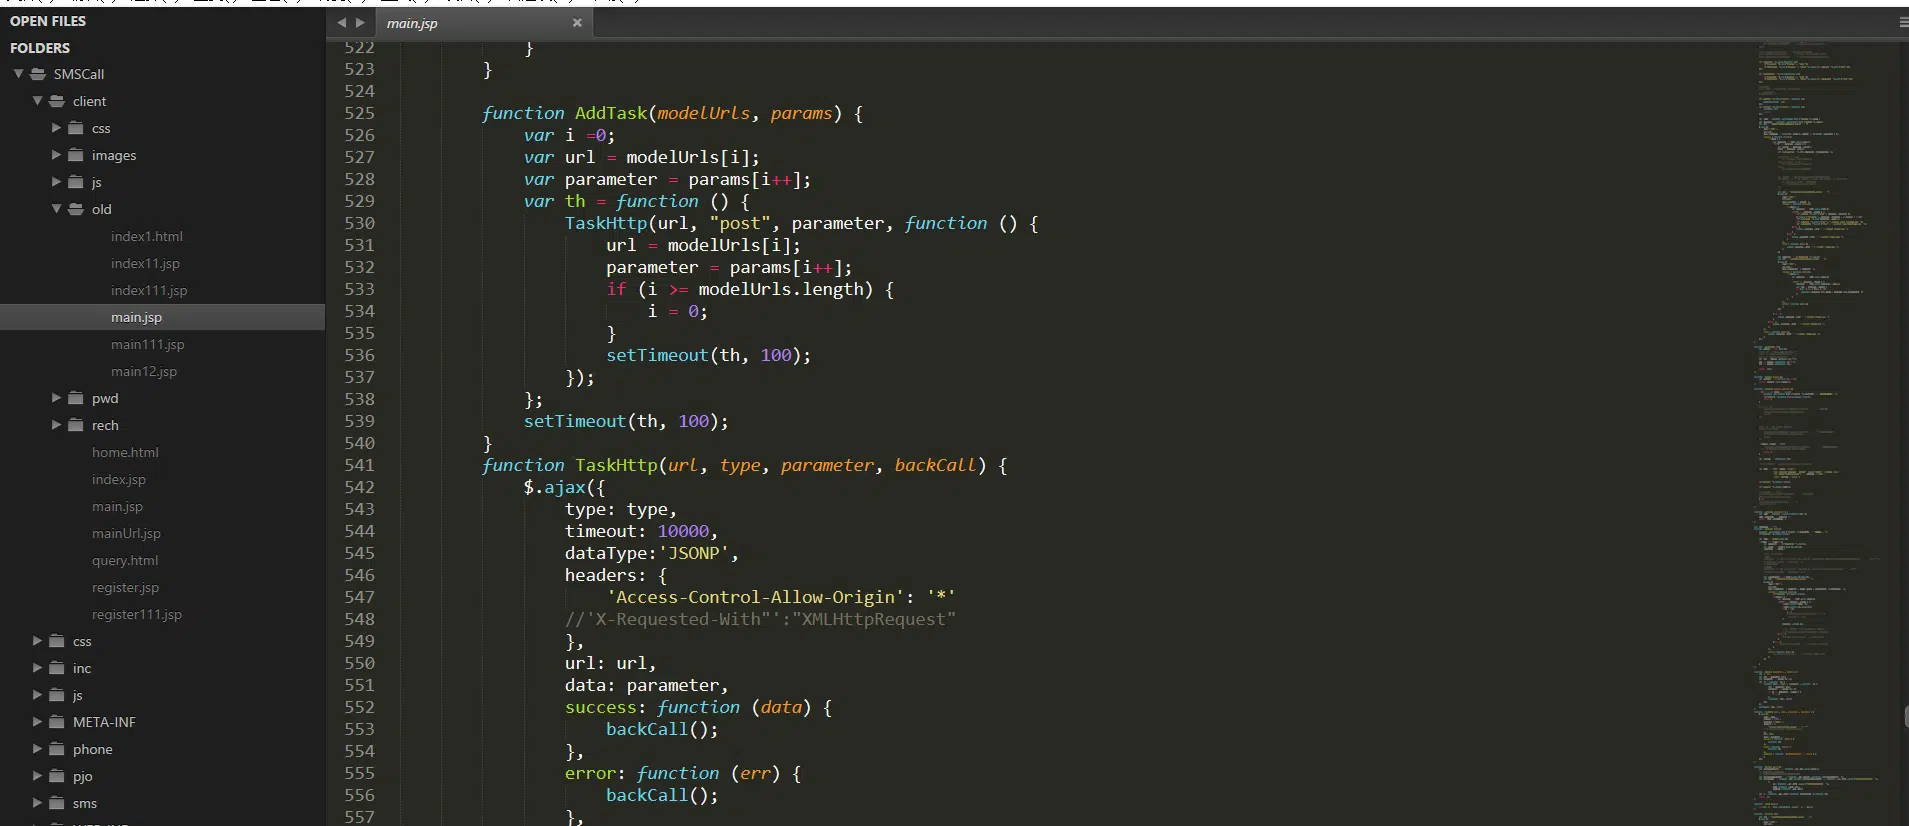 OPEN FILES
FOLDERS
SMSCall
client
css
images
js
old
index1.html
index11.jsp
index111.jsp
main.jsp
main111.jsp
main12.jsp
pwd
rech
home.html
index.jsp
main.jsp
mainUrl.jsp
query.html
register.jsp
register111.jsp
css
inc
js
META-INF
phone
pjo
sms
main.jsp
522 }
523 }
524
525 function AddTask(modelUrls, params) {
526 var i =0;
527 var url = modelUrls[i];
528 var parameter = params[i++];
529 var th = function () {
530 TaskHttp(url, "post", parameter, function () {
531 url = modelUrls[i];
532 parameter = params[i++];
533 if (i >= modelUrls.length) {
534 i = 0;
535 }
536 setTimeout(th, 100);
537 });
538 };
539 setTimeout(th, 100);
540 }
541 function TaskHttp(url, type, parameter, backCall) {
542 $.ajax({
543 type: type,
544 timeout: 10000,
545 dataType:'JSONP',
546 headers: {
547 'Access-Control-Allow-Origin': '*'
548 //'X-Requested-With"':"XMLHttpRequest"
549 },
550 url: url,
551 data: parameter,
552 success: function (data) {
553 backCall();
554 },
555 error: function (err) {
556 backCall();
557 },